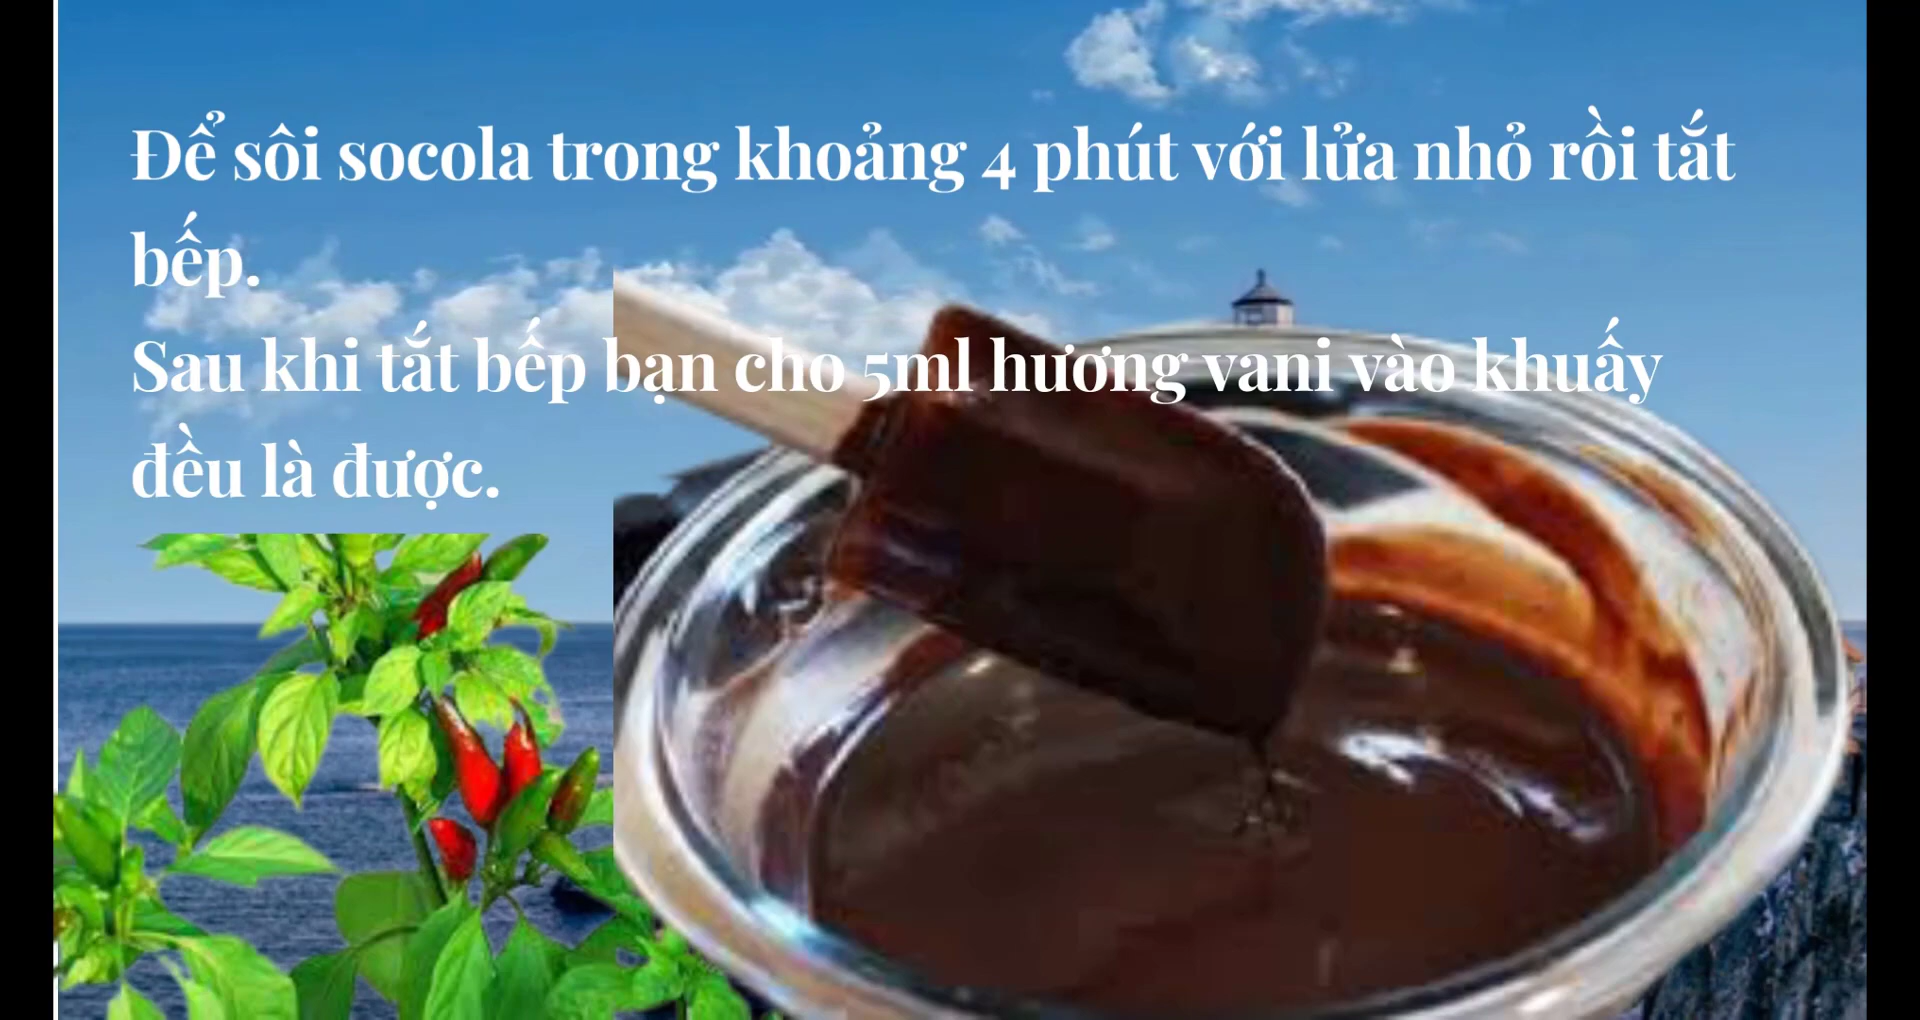 Để sôi socola trong khoảng 4 phút với lửa nhỏ rồi tắt
bếp.
Sau khi tắt bếp bạn cho 5ml hương vani vào khuấy
đều là được.